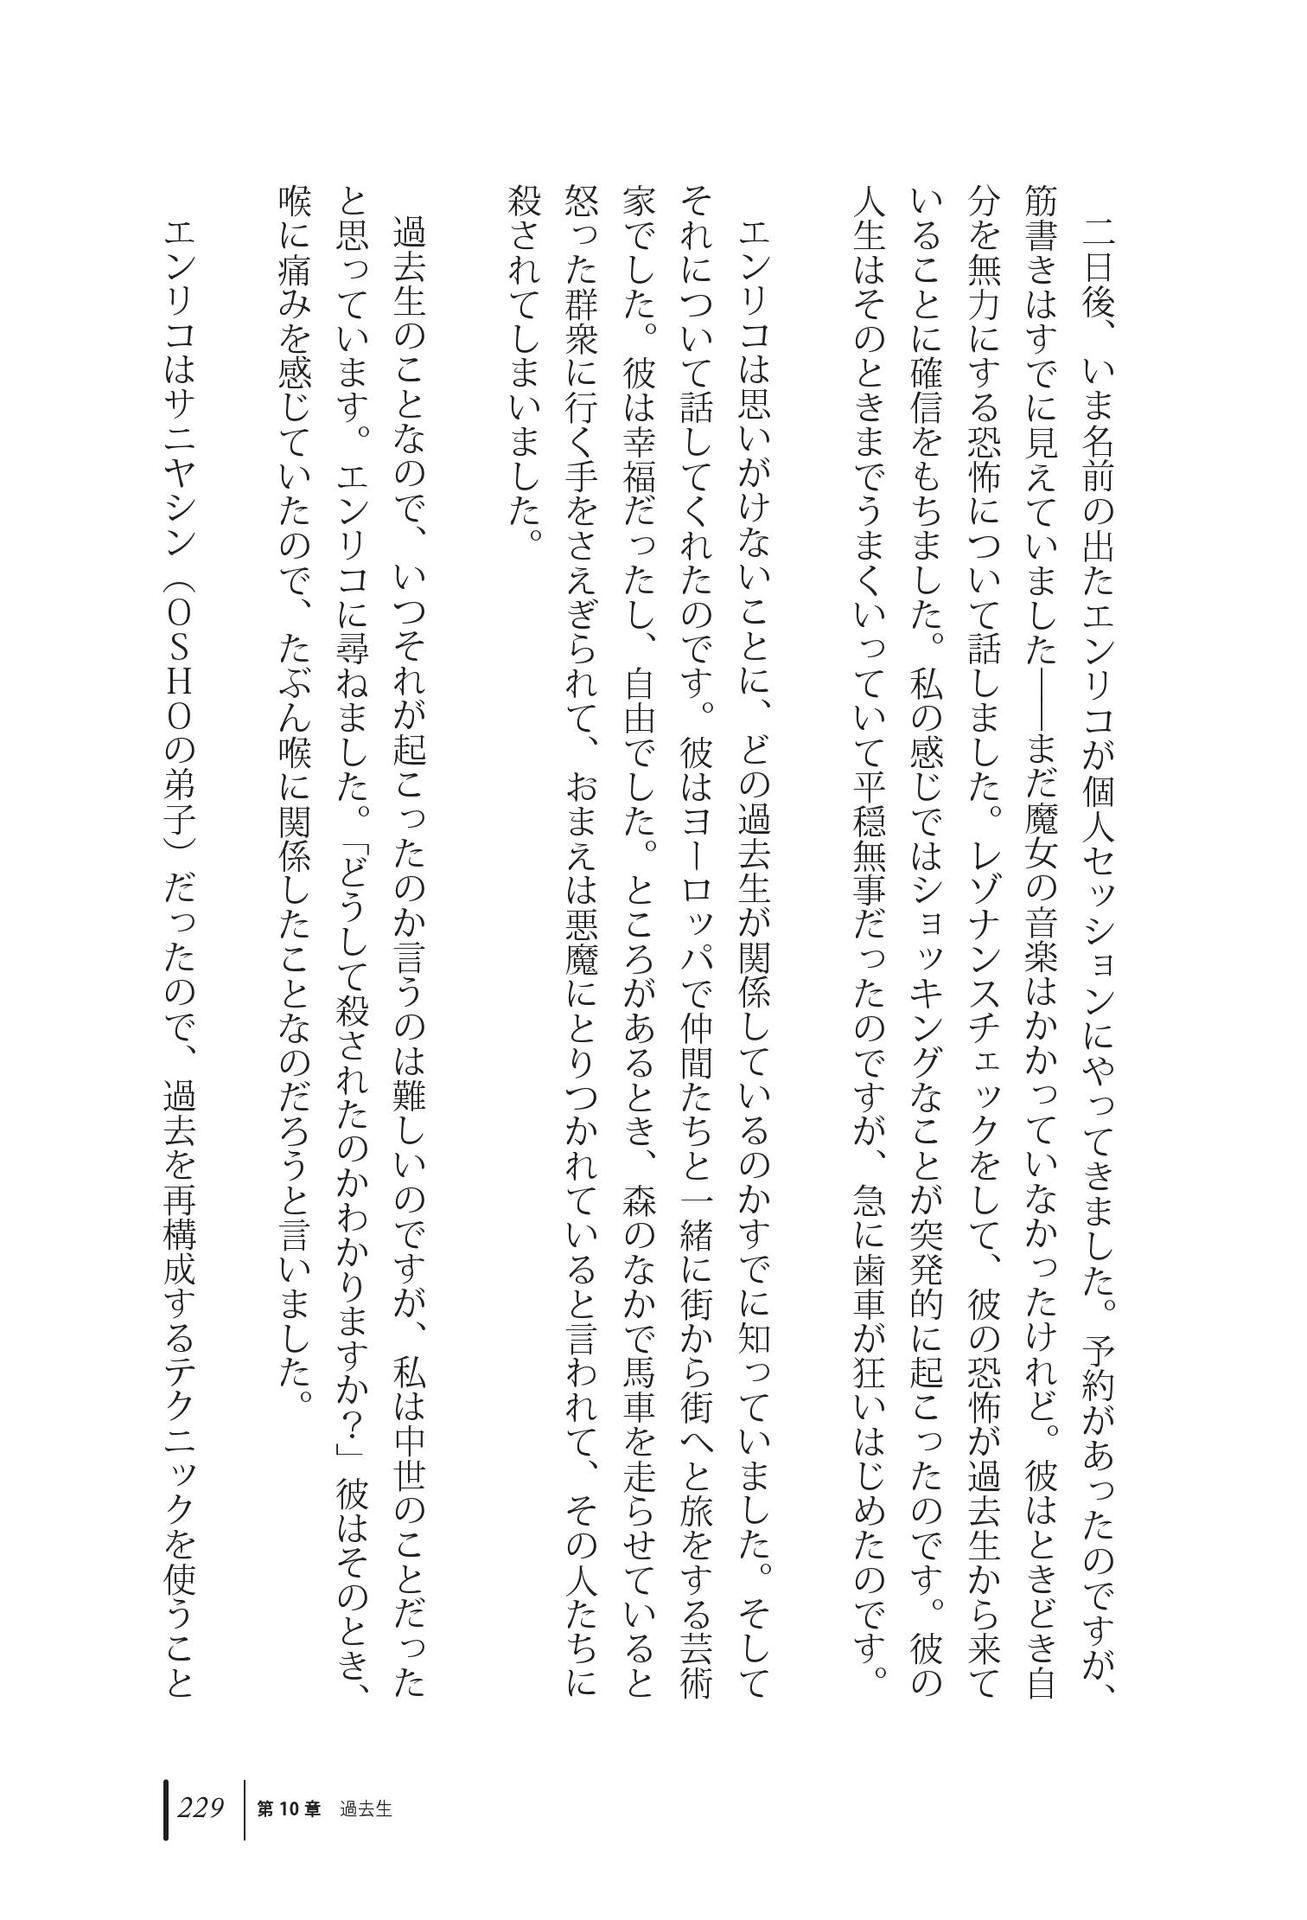 二日後、いま名前の出たエンリコが個人セッションにやってきました。予約があったのですが、
筋書きはすでに見えていました——まだ魔女の音楽はかかっていなかったけれど。彼はときどき自
分を無力にする恐怖について話しました。レゾナンスチェックをして、彼の恐怖が過去生から来て
いることに確信をもちました。私の感じではショッキングなことが突発的に起こったのです。彼の
人生はそのときまでうまくいっていて平穏無事だったのですが、急に歯車が狂いはじめたのです。
エンリコは思いがけないことに、どの過去生が関係しているのかすでに知っていました。そして
それについて話してくれたのです。彼はヨーロッパで仲間たちと一緒に街から街へと旅をする芸術
家でした。彼は幸福だったし、自由でした。ところがあるとき、森のなかで馬車を走らせていると
怒った群衆に行く手をさえぎられて、おまえは悪魔にとりつかれていると言われて、その人たちに
殺されてしまいました。
過去生のことなので、いつそれが起こったのか言うのは難しいのですが、私は中世のことだった
と思っています。エンリコに尋ねました。「どうして殺されたのかわかりますか？」彼はそのとき、
喉に痛みを感じていたので、たぶん喉に関係したことなのだろうと言いました。
エンリコはサニヤシン（OSHOの弟子）だったので、過去を再構成するテクニックを使うこと
229 第10章 過去生